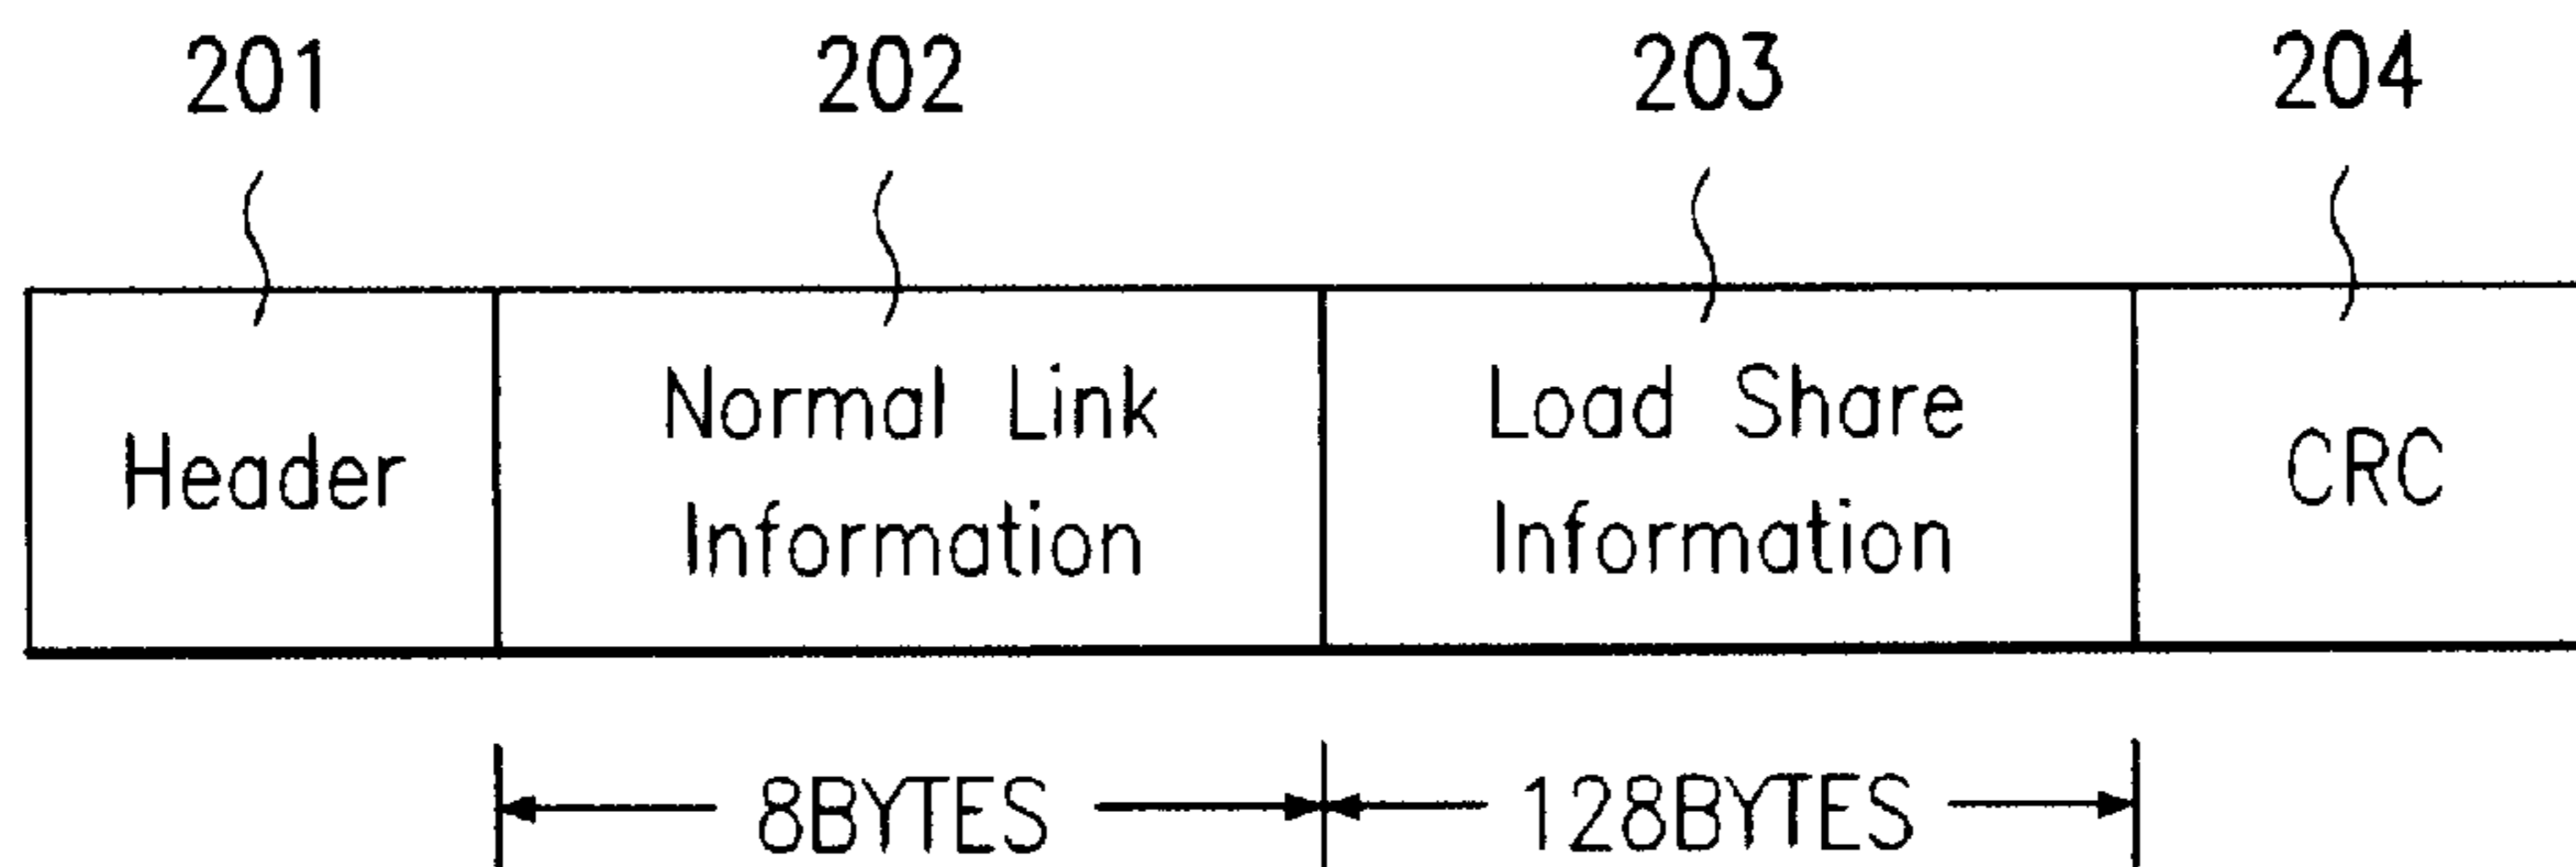 201 202 203 204
Header
Normal Link
Information
Load Share
Information
CRC
8BYTES 128BYTES